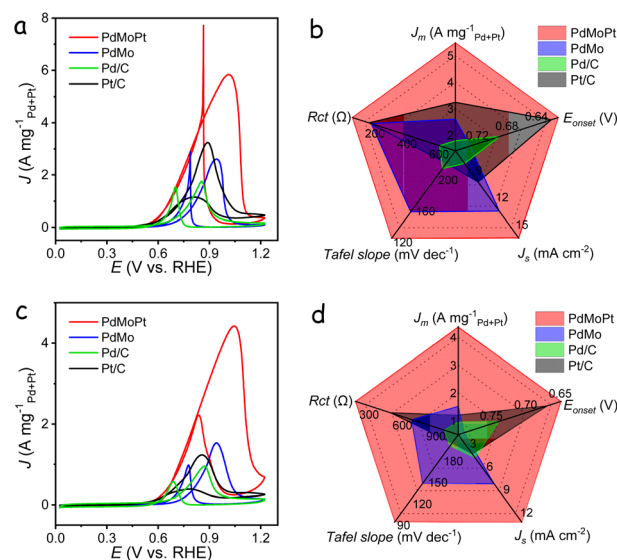 a
PdMoPt
PdMo
Pd/C
Pt/C
J (A mg⁻¹Pd+Pt)
8
6
4
2
0
0.0
0.3
0.6
0.9
1.2
E (V vs. RHE)
b
Jm (A mg⁻¹Pd+Pt)
PdMoPt
PdMo
Pd/C
Pt/C
5
4
3
2
Rct (Ω)
200
400
600
0.72
0.68
0.64
Eonset (V)
200
160
120
Tafel slope (mV dec⁻¹)
12
15
Js (mA cm⁻²)
c
PdMoPt
PdMo
Pd/C
Pt/C
J (A mg⁻¹Pd+Pt)
4
2
0
0.0
0.3
0.6
0.9
1.2
E (V vs. RHE)
d
Jm (A mg⁻¹Pd+Pt)
PdMoPt
PdMo
Pd/C
Pt/C
4
3
2
1
Rct (Ω)
300
600
900
0.75
0.70
0.65
Eonset (V)
180
150
120
90
Tafel slope (mV dec⁻¹)
3
6
9
12
Js (mA cm⁻²)